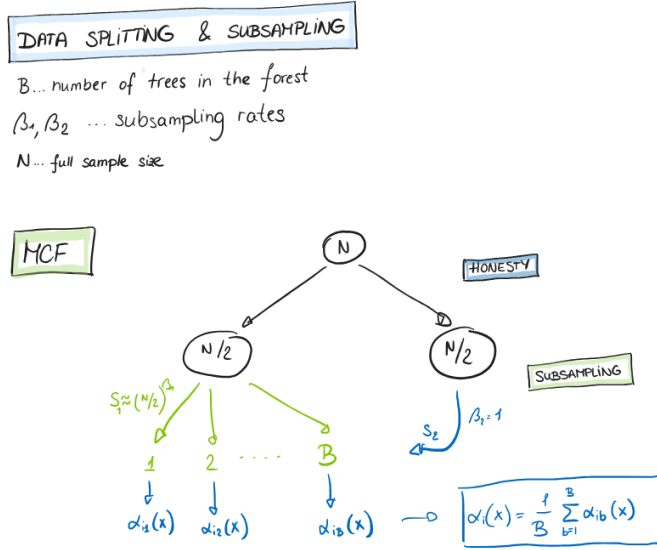 DATA SPLITTING & SUBSAMPLING
B... number of trees in the forest
β₁, β₂ ... subsampling rates
N... full sample size
MCF
N
HONESTY
N/2
N/2
SUBSAMPLING
S₁≈(N/2)^β₁
β₂=1
S₂
1 2 ..... B
αᵢ₁(x) αᵢ₂(x) αᵢB(x)
αᵢ(x) = 1/B Σ_{b=1}^{B} αᵢb(x)